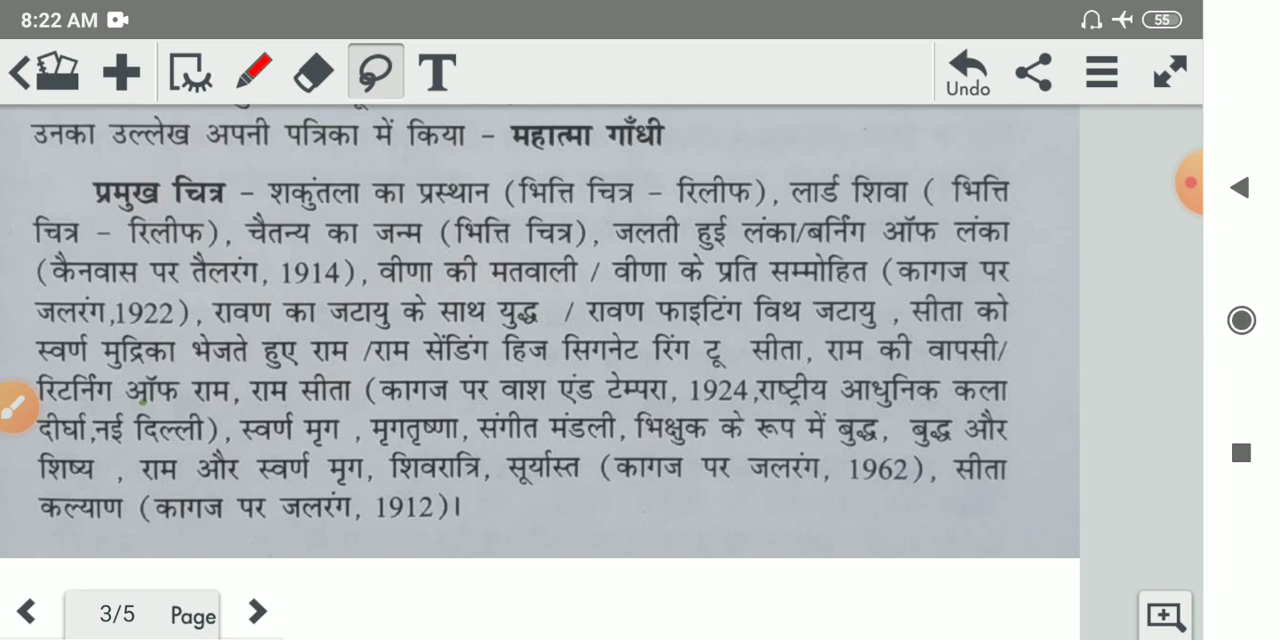 8:22 AM
55
Undo
उनका उल्लेख अपनी पत्रिका में किया – महात्मा गाँधी
प्रमुख चित्र – शकुंतला का प्रस्थान (भित्ति चित्र – रिलीफ), लार्ड शिवा ( भित्ति
चित्र – रिलीफ), चैतन्य का जन्म (भित्ति चित्र), जलती हुई लंका/बर्निंग ऑफ लंका
(कैनवास पर तैलरंग, 1914), वीणा की मतवाली / वीणा के प्रति सम्मोहित (कागज पर
जलरंग,1922), रावण का जटायु के साथ युद्ध / रावण फाइटिंग विथ जटायु , सीता को
स्वर्ण मुद्रिका भेजते हुए राम /राम सेंडिंग हिज सिगनेट रिंग टू सीता, राम की वापसी/
रिटर्निंग ऑफ राम, राम सीता (कागज पर वाश एंड टेम्परा, 1924,राष्ट्रीय आधुनिक कला
दीर्घा,नई दिल्ली), स्वर्ण मृग , मृगतृष्णा, संगीत मंडली, भिक्षुक के रूप में बुद्ध, बुद्ध और
शिष्य , राम और स्वर्ण मृग, शिवरात्रि, सूर्यास्त (कागज पर जलरंग, 1962), सीता
कल्याण (कागज पर जलरंग, 1912)।
3/5 Page